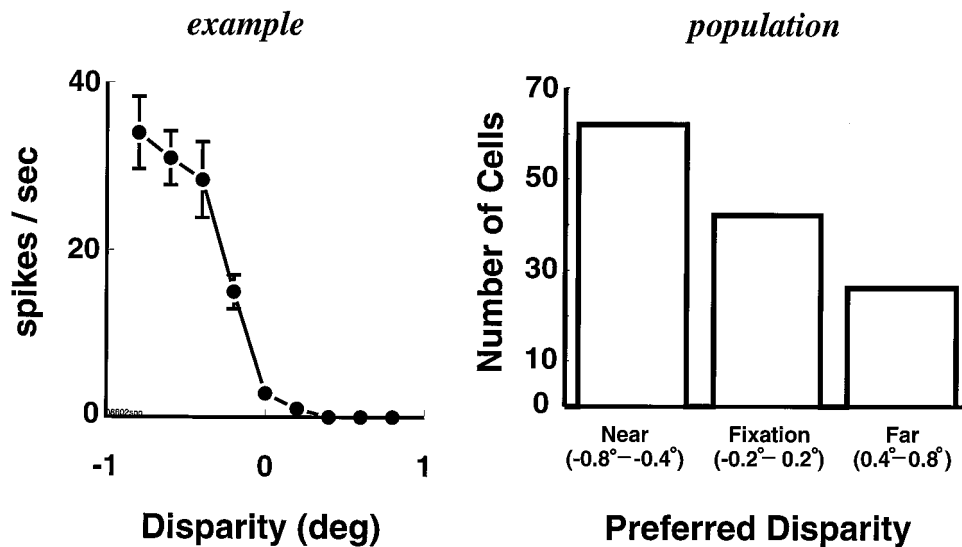 example
40
20
0
spikes / sec
-1
0
1
Disparity (deg)
population
70
50
30
10
0
Number of Cells
Near
(-0.8°–-0.4°)
Fixation
(-0.2°– 0.2°)
Far
(0.4°–0.8°)
Preferred Disparity